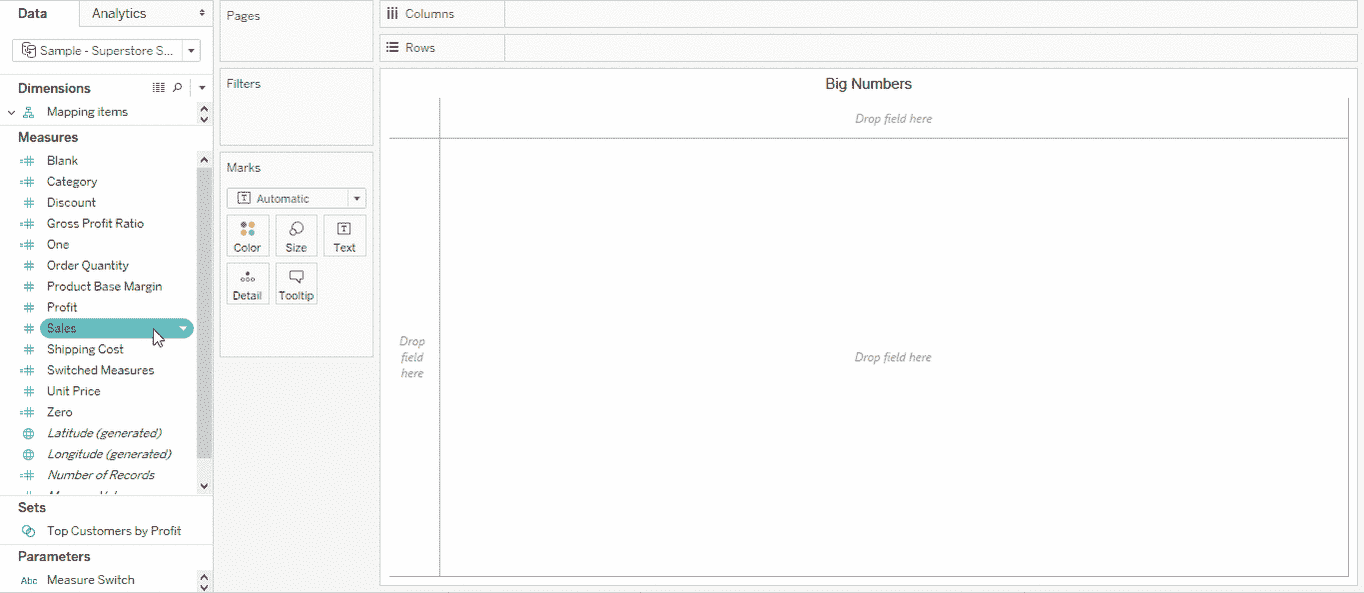 Data
Analytics
Sample - Superstore S...
Dimensions
Mapping items
Measures
Blank
Category
Discount
Gross Profit Ratio
One
Order Quantity
Product Base Margin
Profit
Sales
Shipping Cost
Switched Measures
Unit Price
Zero
Latitude (generated)
Longitude (generated)
Number of Records
Sets
Top Customers by Profit
Parameters
Abc Measure Switch
Pages
Filters
Marks
Automatic
Color Size Text
Detail Tooltip
Columns
Rows
Big Numbers
Drop field here
Drop
field
here
Drop field here